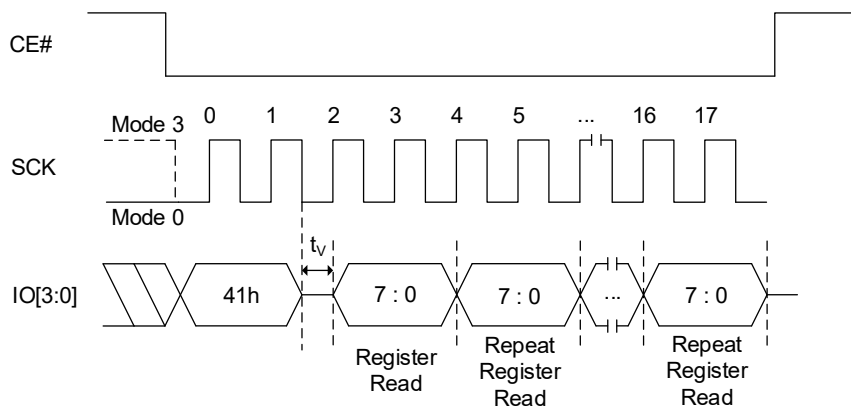 CE#
0 1 2 3 4 5 ... 16 17
Mode 3
SCK
Mode 0
tV
IO[3:0]
41h 7 : 0 7 : 0 ... 7 : 0
Register
Read
Repeat
Register
Read
Repeat
Register
Read